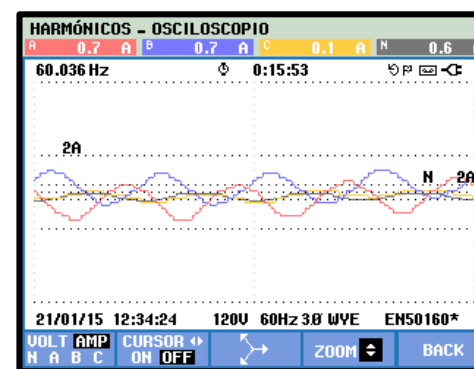 HARMÓNICOS – OSCILOSCOPIO
A 0.7 A B 0.7 A C 0.1 A N 0.6
60.036 Hz 0:15:53
2A
N 2A
21/01/15 12:34:24 120V 60Hz 3Ø WYE EN50160*
VOLT AMP CURSOR ZOOM BACK
N A B C ON OFF